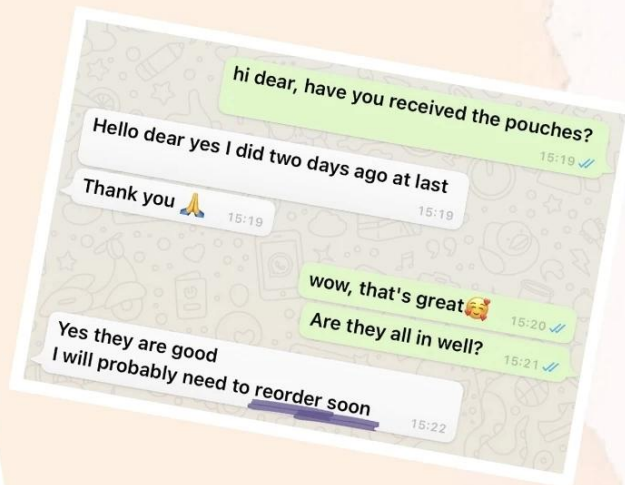 hi dear, have you received the pouches?
15:19
Hello dear yes I did two days ago at last
15:19
Thank you 🙏
15:19
wow, that's great🥰
15:20
Are they all in well?
15:21
Yes they are good
I will probably need to reorder soon
15:22